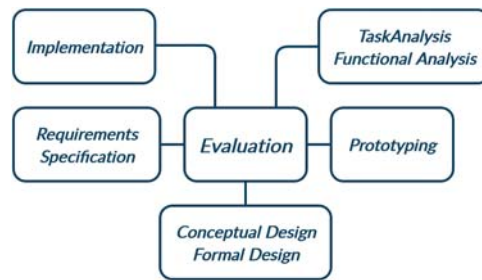 Implementation
TaskAnalysis
Functional Analysis
Requirements
Specification
Evaluation
Prototyping
Conceptual Design
Formal Design